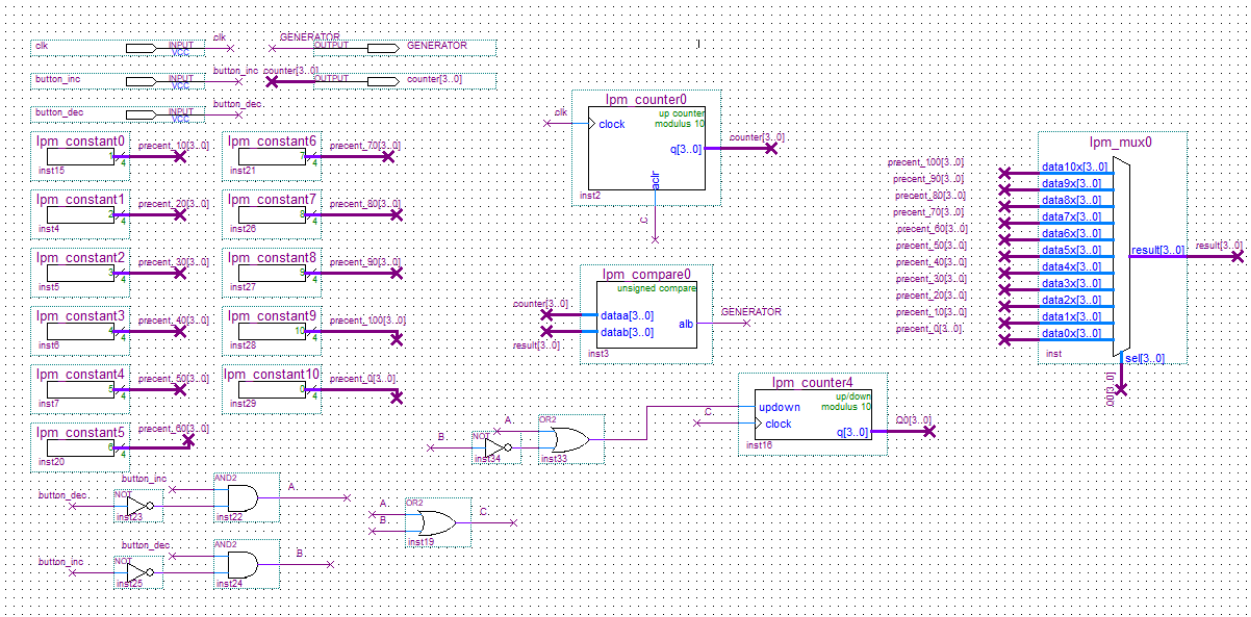 clk INPUT VCC clk
GENERATOR OUTPUT GENERATOR
button_inc INPUT VCC button_inc
counter[3..0] OUTPUT counter[3..0]
button_dec INPUT VCC button_dec
lpm_constant0
1 4 precent_10[3..0]
inst15
lpm_constant6
7 4 precent_70[3..0]
inst21
lpm_constant1
2 4 precent_20[3..0]
inst4
lpm_constant7
8 4 precent_80[3..0]
inst26
lpm_constant2
3 4 precent_30[3..0]
inst5
lpm_constant8
9 4 precent_90[3..0]
inst27
lpm_constant3
4 4 precent_40[3..0]
inst6
lpm_constant9
10 4 precent_100[3..0]
inst28
lpm_constant4
5 4 precent_50[3..0]
inst7
lpm_constant10
0 4 precent_0[3..0]
inst29
lpm_constant5
6 4 precent_60[3..0]
inst20
lpm_counter0
up counter
modulus 10
clk clock
q[3..0] counter[3..0]
aclr
inst2
C
lpm_compare0
unsigned compare
counter[3..0] dataa[3..0]
result[3..0] datab[3..0]
alb GENERATOR
inst3
lpm_counter4
up/down
modulus 10
updown
C clock
q[3..0] Q0[3..0]
inst16
B NOT inst34
A OR2 inst33
button_inc
button_dec NOT inst23
AND2 inst22 A
button_dec
button_inc NOT inst25
AND2 inst24 B
A
B OR2 inst19 C
lpm_mux0
precent_100[3..0] data10x[3..0]
precent_90[3..0] data9x[3..0]
precent_80[3..0] data8x[3..0]
precent_70[3..0] data7x[3..0]
precent_60[3..0] data6x[3..0]
precent_50[3..0] data5x[3..0]
precent_40[3..0] data4x[3..0]
precent_30[3..0] data3x[3..0]
precent_20[3..0] data2x[3..0]
precent_10[3..0] data1x[3..0]
precent_0[3..0] data0x[3..0]
result[3..0] result[3..0]
inst
sel[3..0]
Q0[3..0]